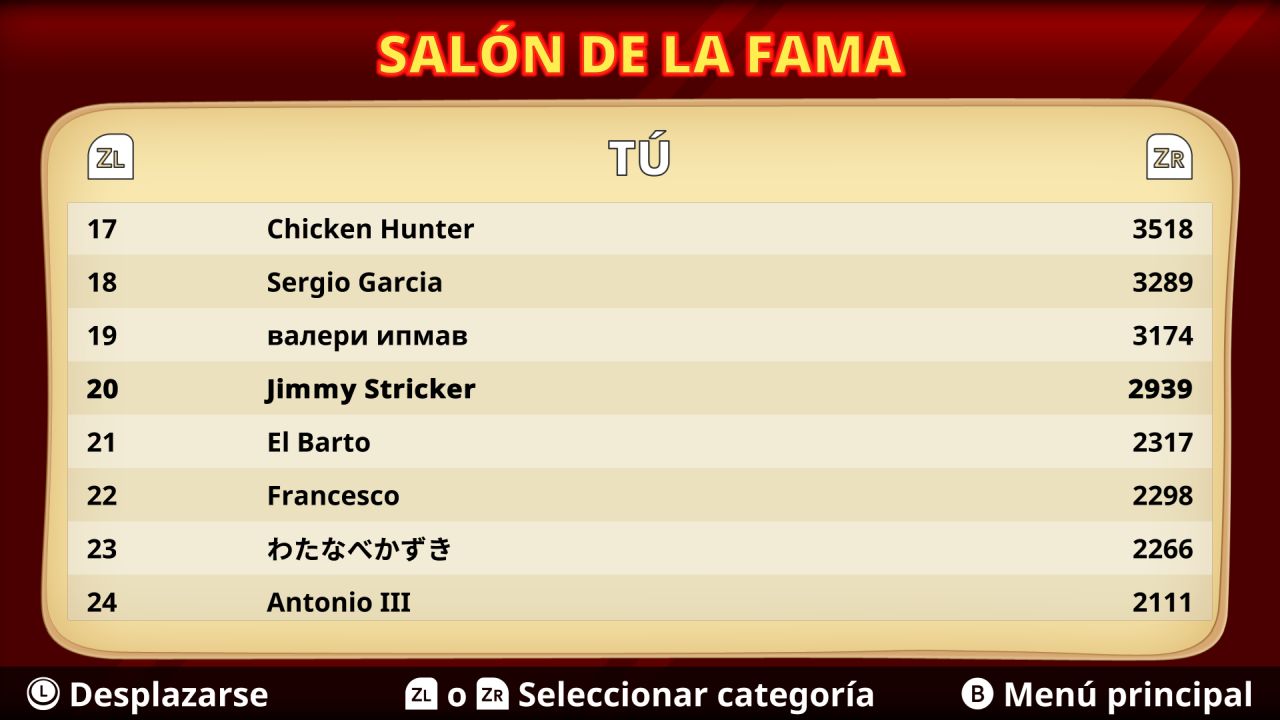 SALÓN DE LA FAMA
ZL TÚ ZR
17 Chicken Hunter 3518
18 Sergio Garcia 3289
19 валери ипмав 3174
20 Jimmy Stricker 2939
21 El Barto 2317
22 Francesco 2298
23 わたなべかずき 2266
24 Antonio III 2111
L Desplazarse ZL o ZR Seleccionar categoría B Menú principal